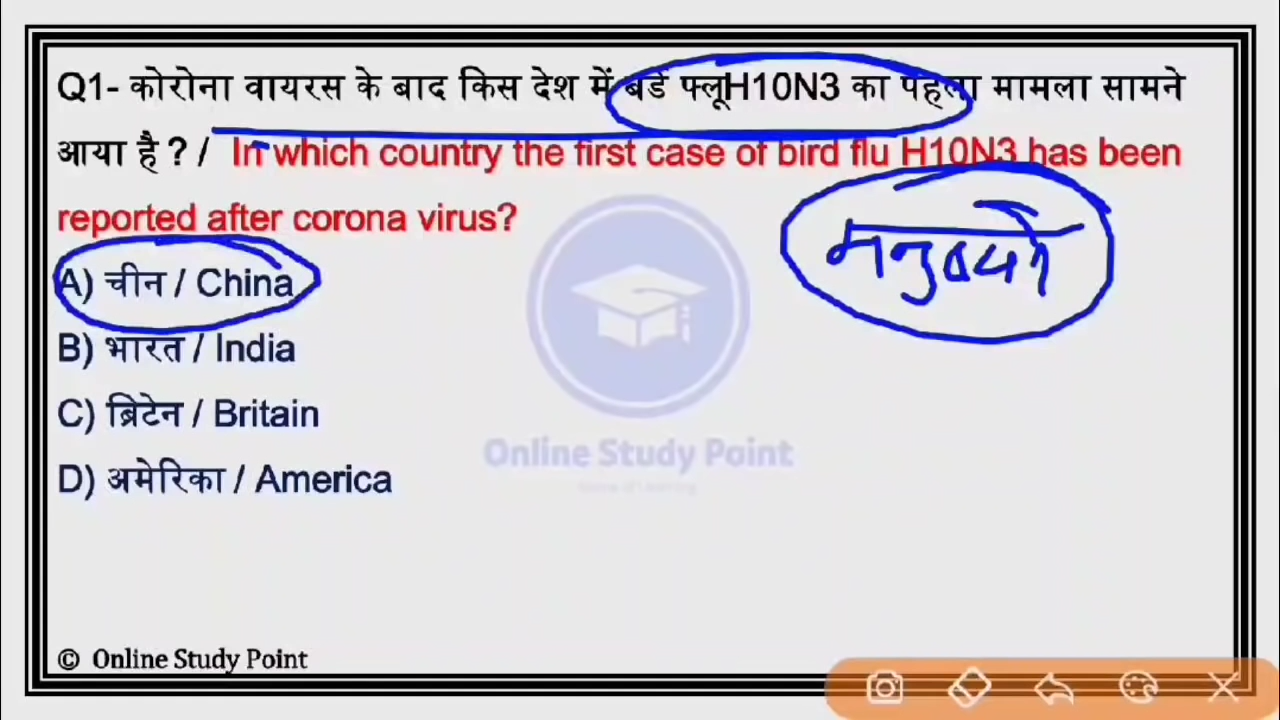 Q1- कोरोना वायरस के बाद किस देश में बर्ड फ्लूH10N3 का पहला मामला सामने
आया है ? / In which country the first case of bird flu H10N3 has been
reported after corona virus?
मनुष्यो
A) चीन / China
B) भारत / India
C) ब्रिटेन / Britain
D) अमेरिका / America
Online Study Point
© Online Study Point